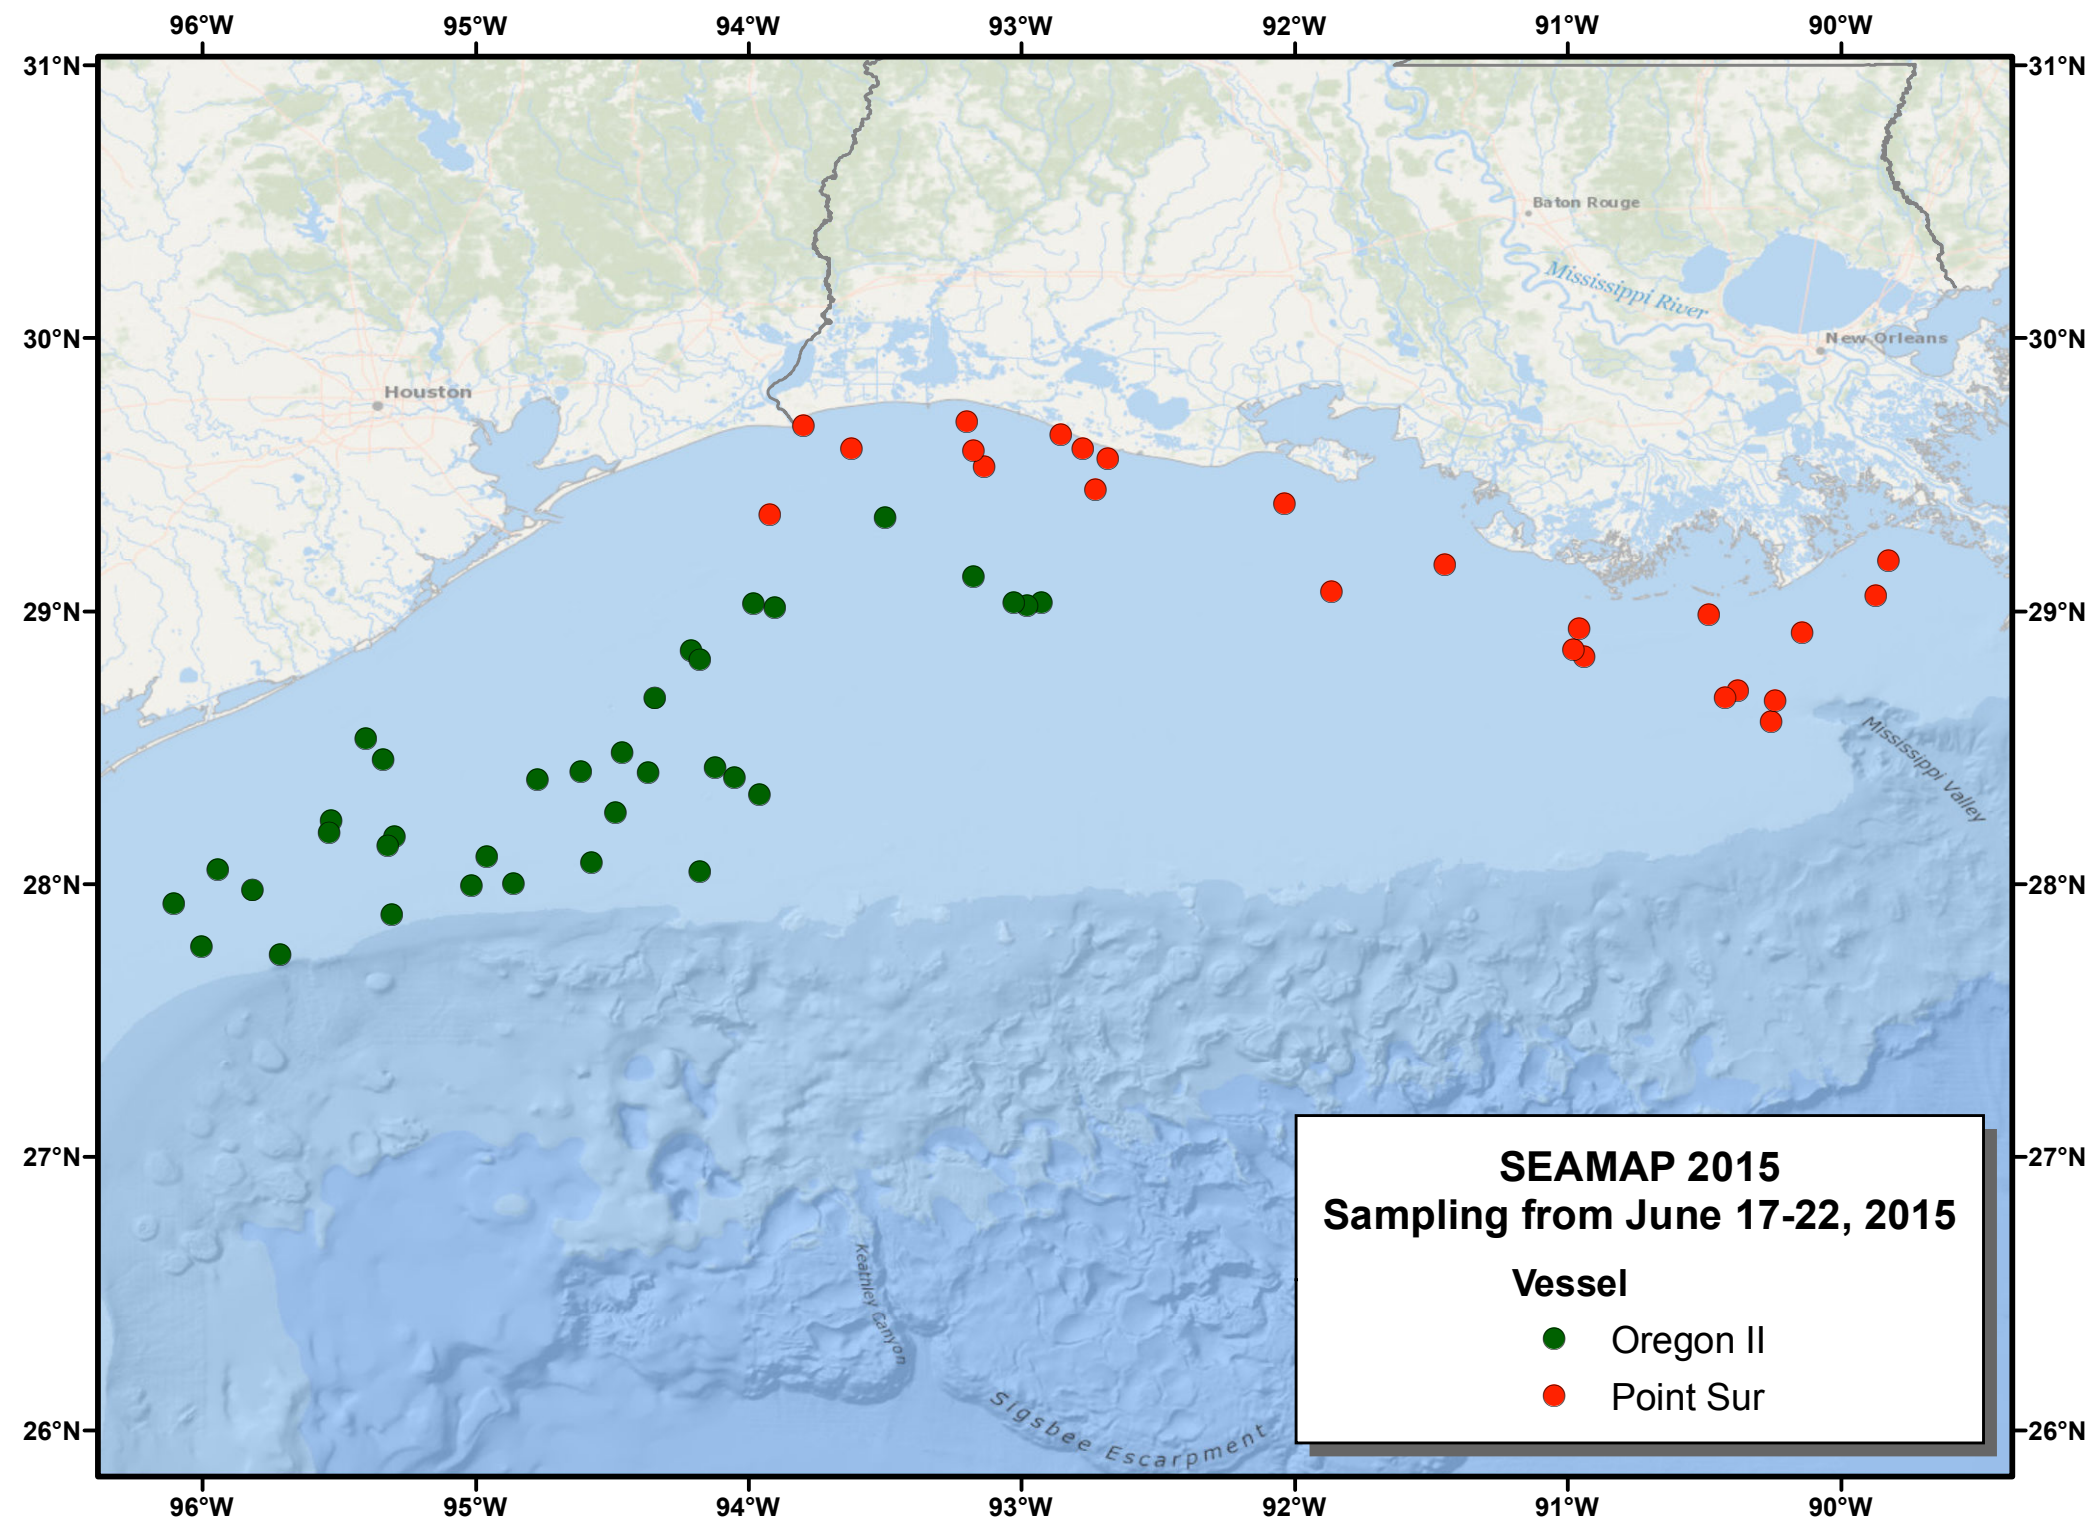 96°W 95°W 94°W 93°W 92°W 91°W 90°W
31°N 31°N
Baton Rouge
Mississippi River
30°N New Orleans 30°N
Houston
29°N 29°N
Mississippi Valley
28°N 28°N
27°N 27°N
SEAMAP 2015
Sampling from June 17-22, 2015
Keathley Canyon
Vessel
Oregon II
Point Sur
Sigsbee Escarpment
26°N 26°N
96°W 95°W 94°W 93°W 92°W 91°W 90°W